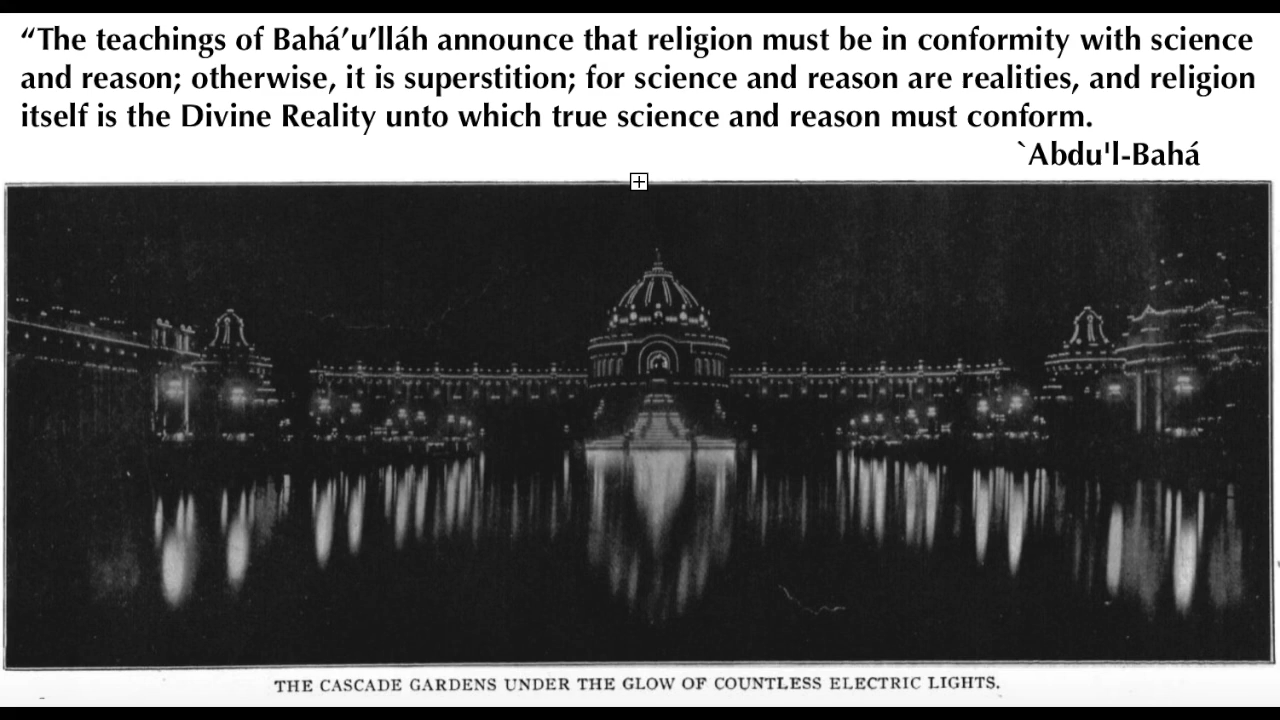 “The teachings of Bahá’u’lláh announce that religion must be in conformity with science
and reason; otherwise, it is superstition; for science and reason are realities, and religion
itself is the Divine Reality unto which true science and reason must conform.
`Abdu'l-Bahá
THE CASCADE GARDENS UNDER THE GLOW OF COUNTLESS ELECTRIC LIGHTS.